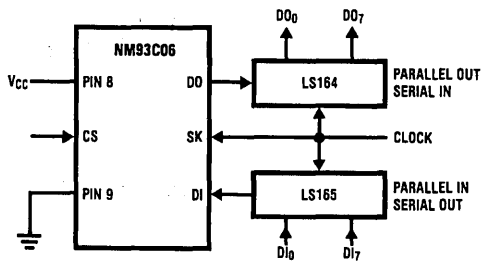 DO0 DO7
NM93C06
VCC PIN 8 DO LS164 PARALLEL OUT
SERIAL IN
CS SK CLOCK
PIN 9 DI LS165 PARALLEL IN
SERIAL OUT
DI0 DI7